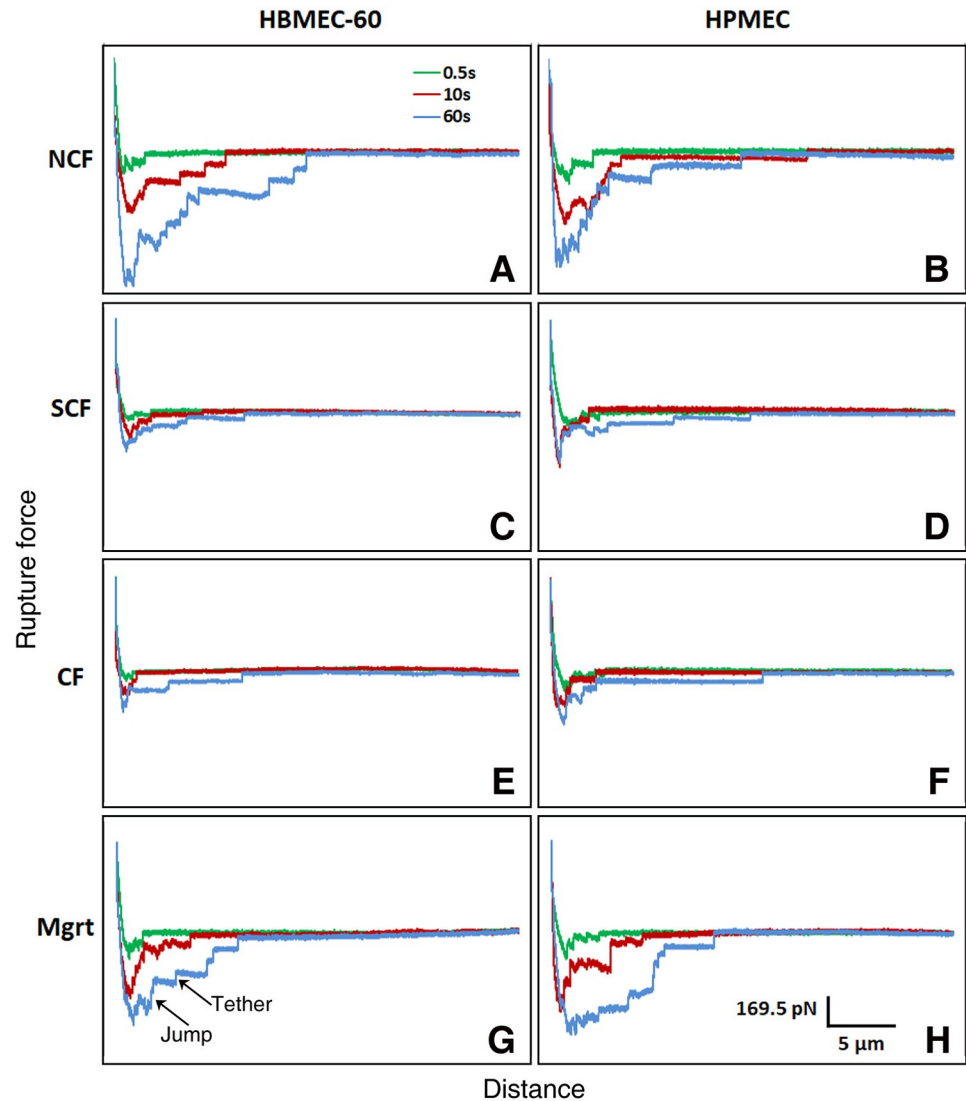 HBMEC-60
HPMEC
NCF
0.5s
10s
60s
A
B
SCF
C
D
Rupture force
CF
E
F
Mgrt
Tether
Jump
G
169.5 pN
5 µm
H
Distance